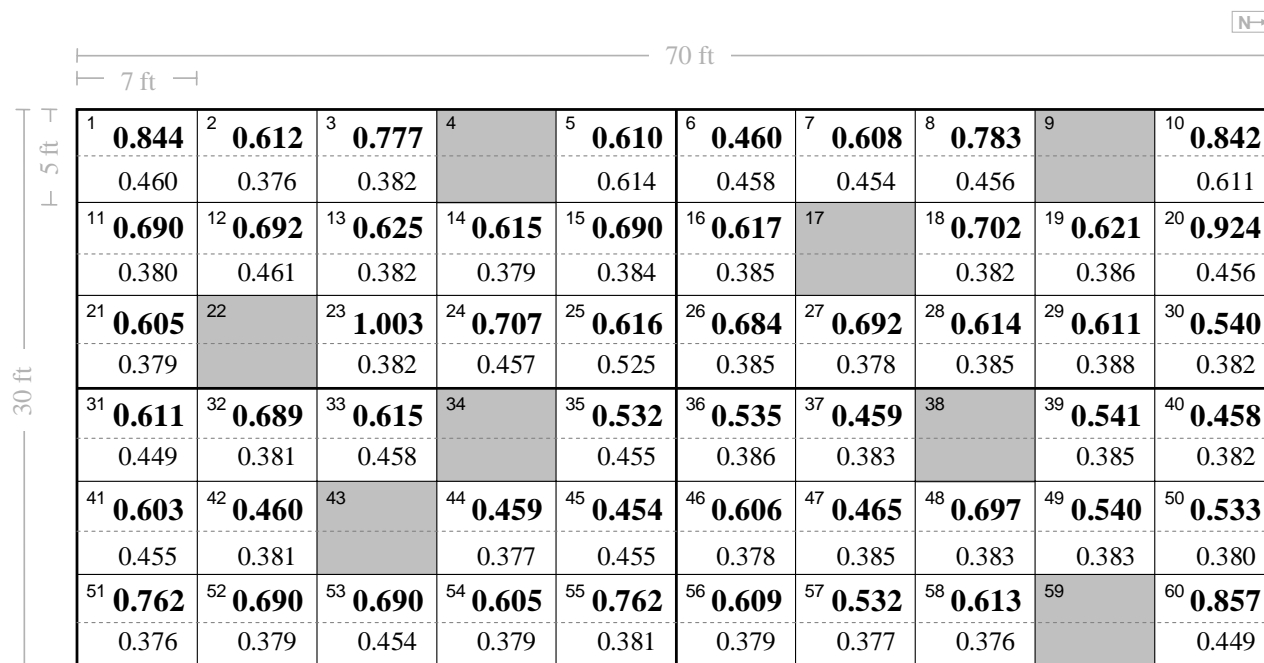 N
70 ft
7 ft
5 ft
30 ft
1 0.844 2 0.612 3 0.777 4 5 0.610 6 0.460 7 0.608 8 0.783 9 10 0.842
0.460 0.376 0.382 0.614 0.458 0.454 0.456 0.611
11 0.690 12 0.692 13 0.625 14 0.615 15 0.690 16 0.617 17 18 0.702 19 0.621 20 0.924
0.380 0.461 0.382 0.379 0.384 0.385 0.382 0.386 0.456
21 0.605 22 23 1.003 24 0.707 25 0.616 26 0.684 27 0.692 28 0.614 29 0.611 30 0.540
0.379 0.382 0.457 0.525 0.385 0.378 0.385 0.388 0.382
31 0.611 32 0.689 33 0.615 34 35 0.532 36 0.535 37 0.459 38 39 0.541 40 0.458
0.449 0.381 0.458 0.455 0.386 0.383 0.385 0.382
41 0.603 42 0.460 43 44 0.459 45 0.454 46 0.606 47 0.465 48 0.697 49 0.540 50 0.533
0.455 0.381 0.377 0.455 0.378 0.385 0.383 0.383 0.380
51 0.762 52 0.690 53 0.690 54 0.605 55 0.762 56 0.609 57 0.532 58 0.613 59 60 0.857
0.376 0.379 0.454 0.379 0.381 0.379 0.377 0.376 0.449